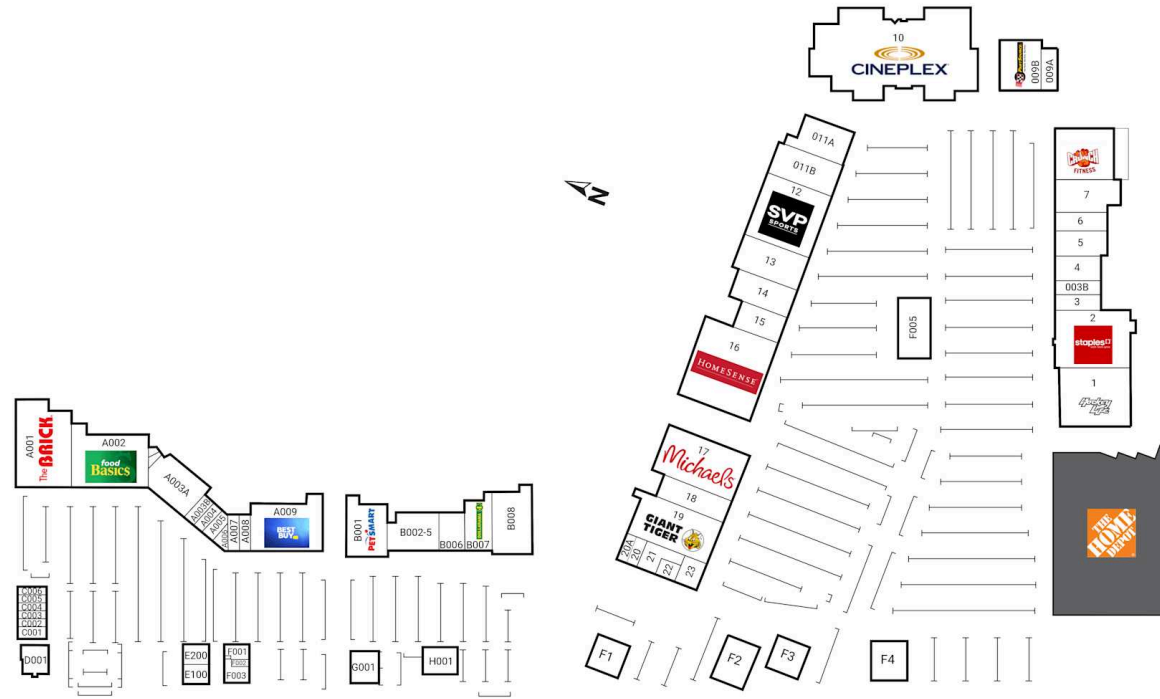 10
CINEPLEX
009B
009A
011A
011B
12
SVP
SPORTS
13
14
15
16
HOMESENSE
N
CRUNCH
FITNESS
7
6
5
4
003B
3
2
staples
1
Hockey Life
F005
THE
HOME
DEPOT
17
Michaels
18
19
GIANT
TIGER
20A
20
21
22
23
F1
F2
F3
F4
A001
The BRICK
A002
food
Basics
A003A
A003B
A004
A005
A006
A007
A008
A009
BEST
BUY
B001
PETSMART
B002-5
B006
B007
B008
C006
C005
C004
C003
C002
C001
D001
E200
E100
F001
F002
F003
G001
H001